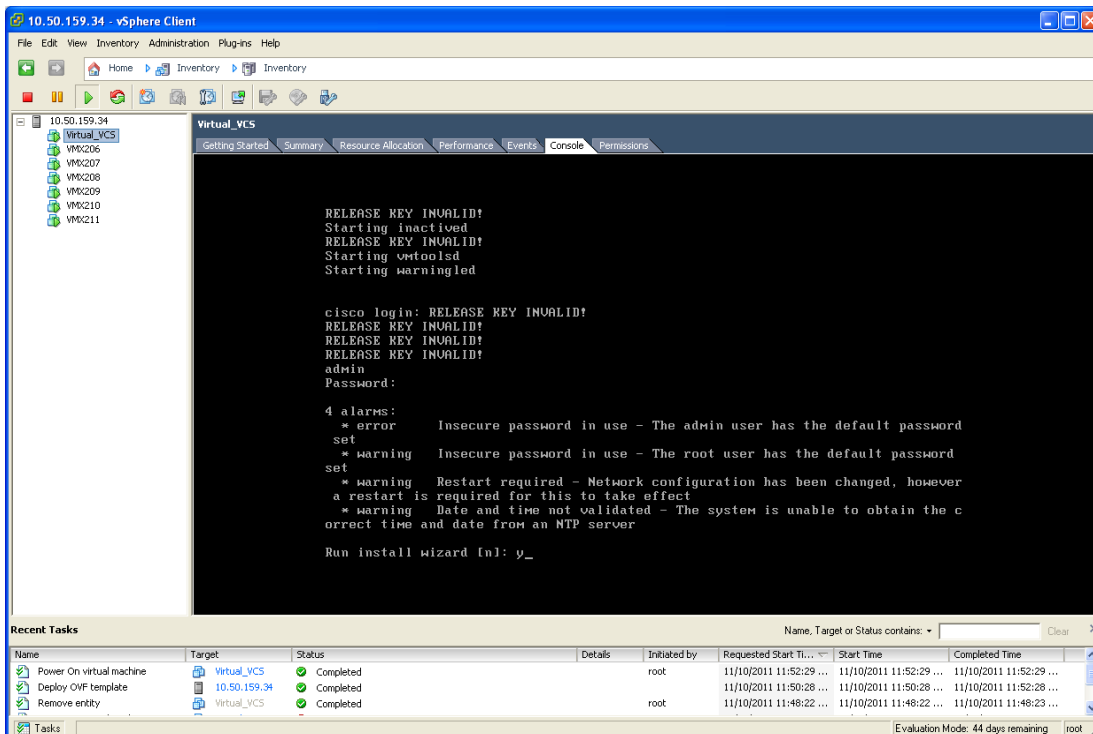 10.50.159.34 - vSphere Client
File Edit View Inventory Administration Plug-ins Help
Home Inventory Inventory
10.50.159.34
Virtual_VCS
VMX206
VMX207
VMX208
VMX209
VMX210
VMX211
Virtual_VCS
Getting Started Summary Resource Allocation Performance Events Console Permissions
RELEASE KEY INVALID!
Starting inactived
RELEASE KEY INVALID!
Starting vmtoolsd
Starting warningled
cisco login: RELEASE KEY INVALID!
RELEASE KEY INVALID!
RELEASE KEY INVALID!
RELEASE KEY INVALID!
admin
Password:
4 alarms:
* error Insecure password in use - The admin user has the default password
set
* warning Insecure password in use - The root user has the default password
set
* warning Restart required - Network configuration has been changed, however
a restart is required for this to take effect
* warning Date and time not validated - The system is unable to obtain the c
orrect time and date from an NTP server
Run install wizard [n]: y_
Recent Tasks Name, Target or Status contains: Clear
Name Target Status Details Initiated by Requested Start Ti... Start Time Completed Time
Power On virtual machine Virtual_VCS Completed root 11/10/2011 11:52:29 ... 11/10/2011 11:52:29 ... 11/10/2011 11:52:29 ...
Deploy OVF template 10.50.159.34 Completed 11/10/2011 11:50:28 ... 11/10/2011 11:50:28 ... 11/10/2011 11:52:28 ...
Remove entity Virtual_VCS Completed root 11/10/2011 11:48:22 ... 11/10/2011 11:48:22 ... 11/10/2011 11:48:23 ...
Tasks Evaluation Mode: 44 days remaining root